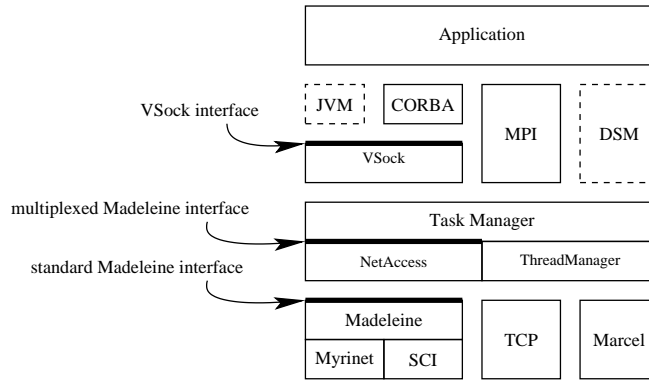 Application
JVM
CORBA
VSock interface
MPI
DSM
VSock
multiplexed Madeleine interface
Task Manager
NetAccess
ThreadManager
standard Madeleine interface
Madeleine
TCP
Marcel
Myrinet
SCI